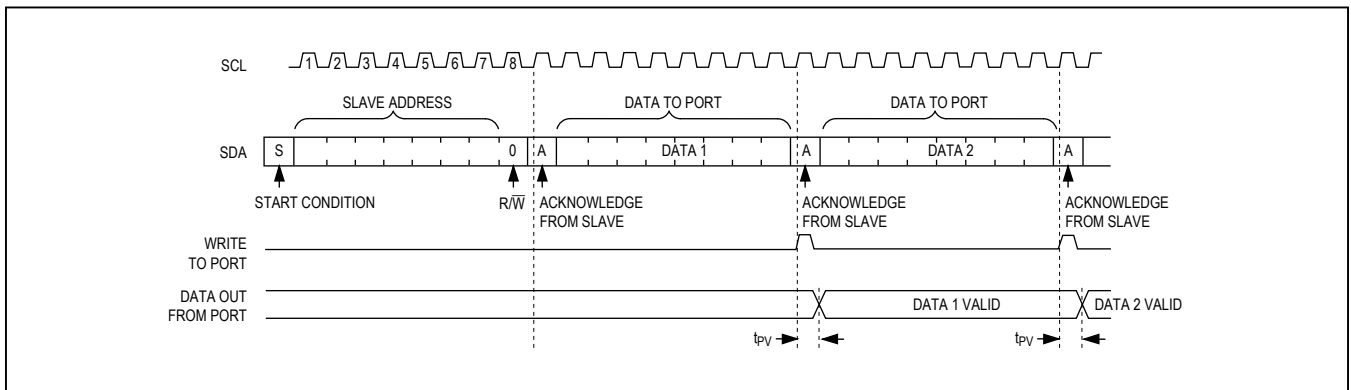 SCL 1 2 3 4 5 6 7 8
SLAVE ADDRESS DATA TO PORT DATA TO PORT
SDA S 0 A DATA 1 A DATA 2 A
START CONDITION R/W̅ ACKNOWLEDGE FROM SLAVE ACKNOWLEDGE FROM SLAVE ACKNOWLEDGE FROM SLAVE
WRITE TO PORT
DATA OUT FROM PORT DATA 1 VALID DATA 2 VALID
tPV tPV